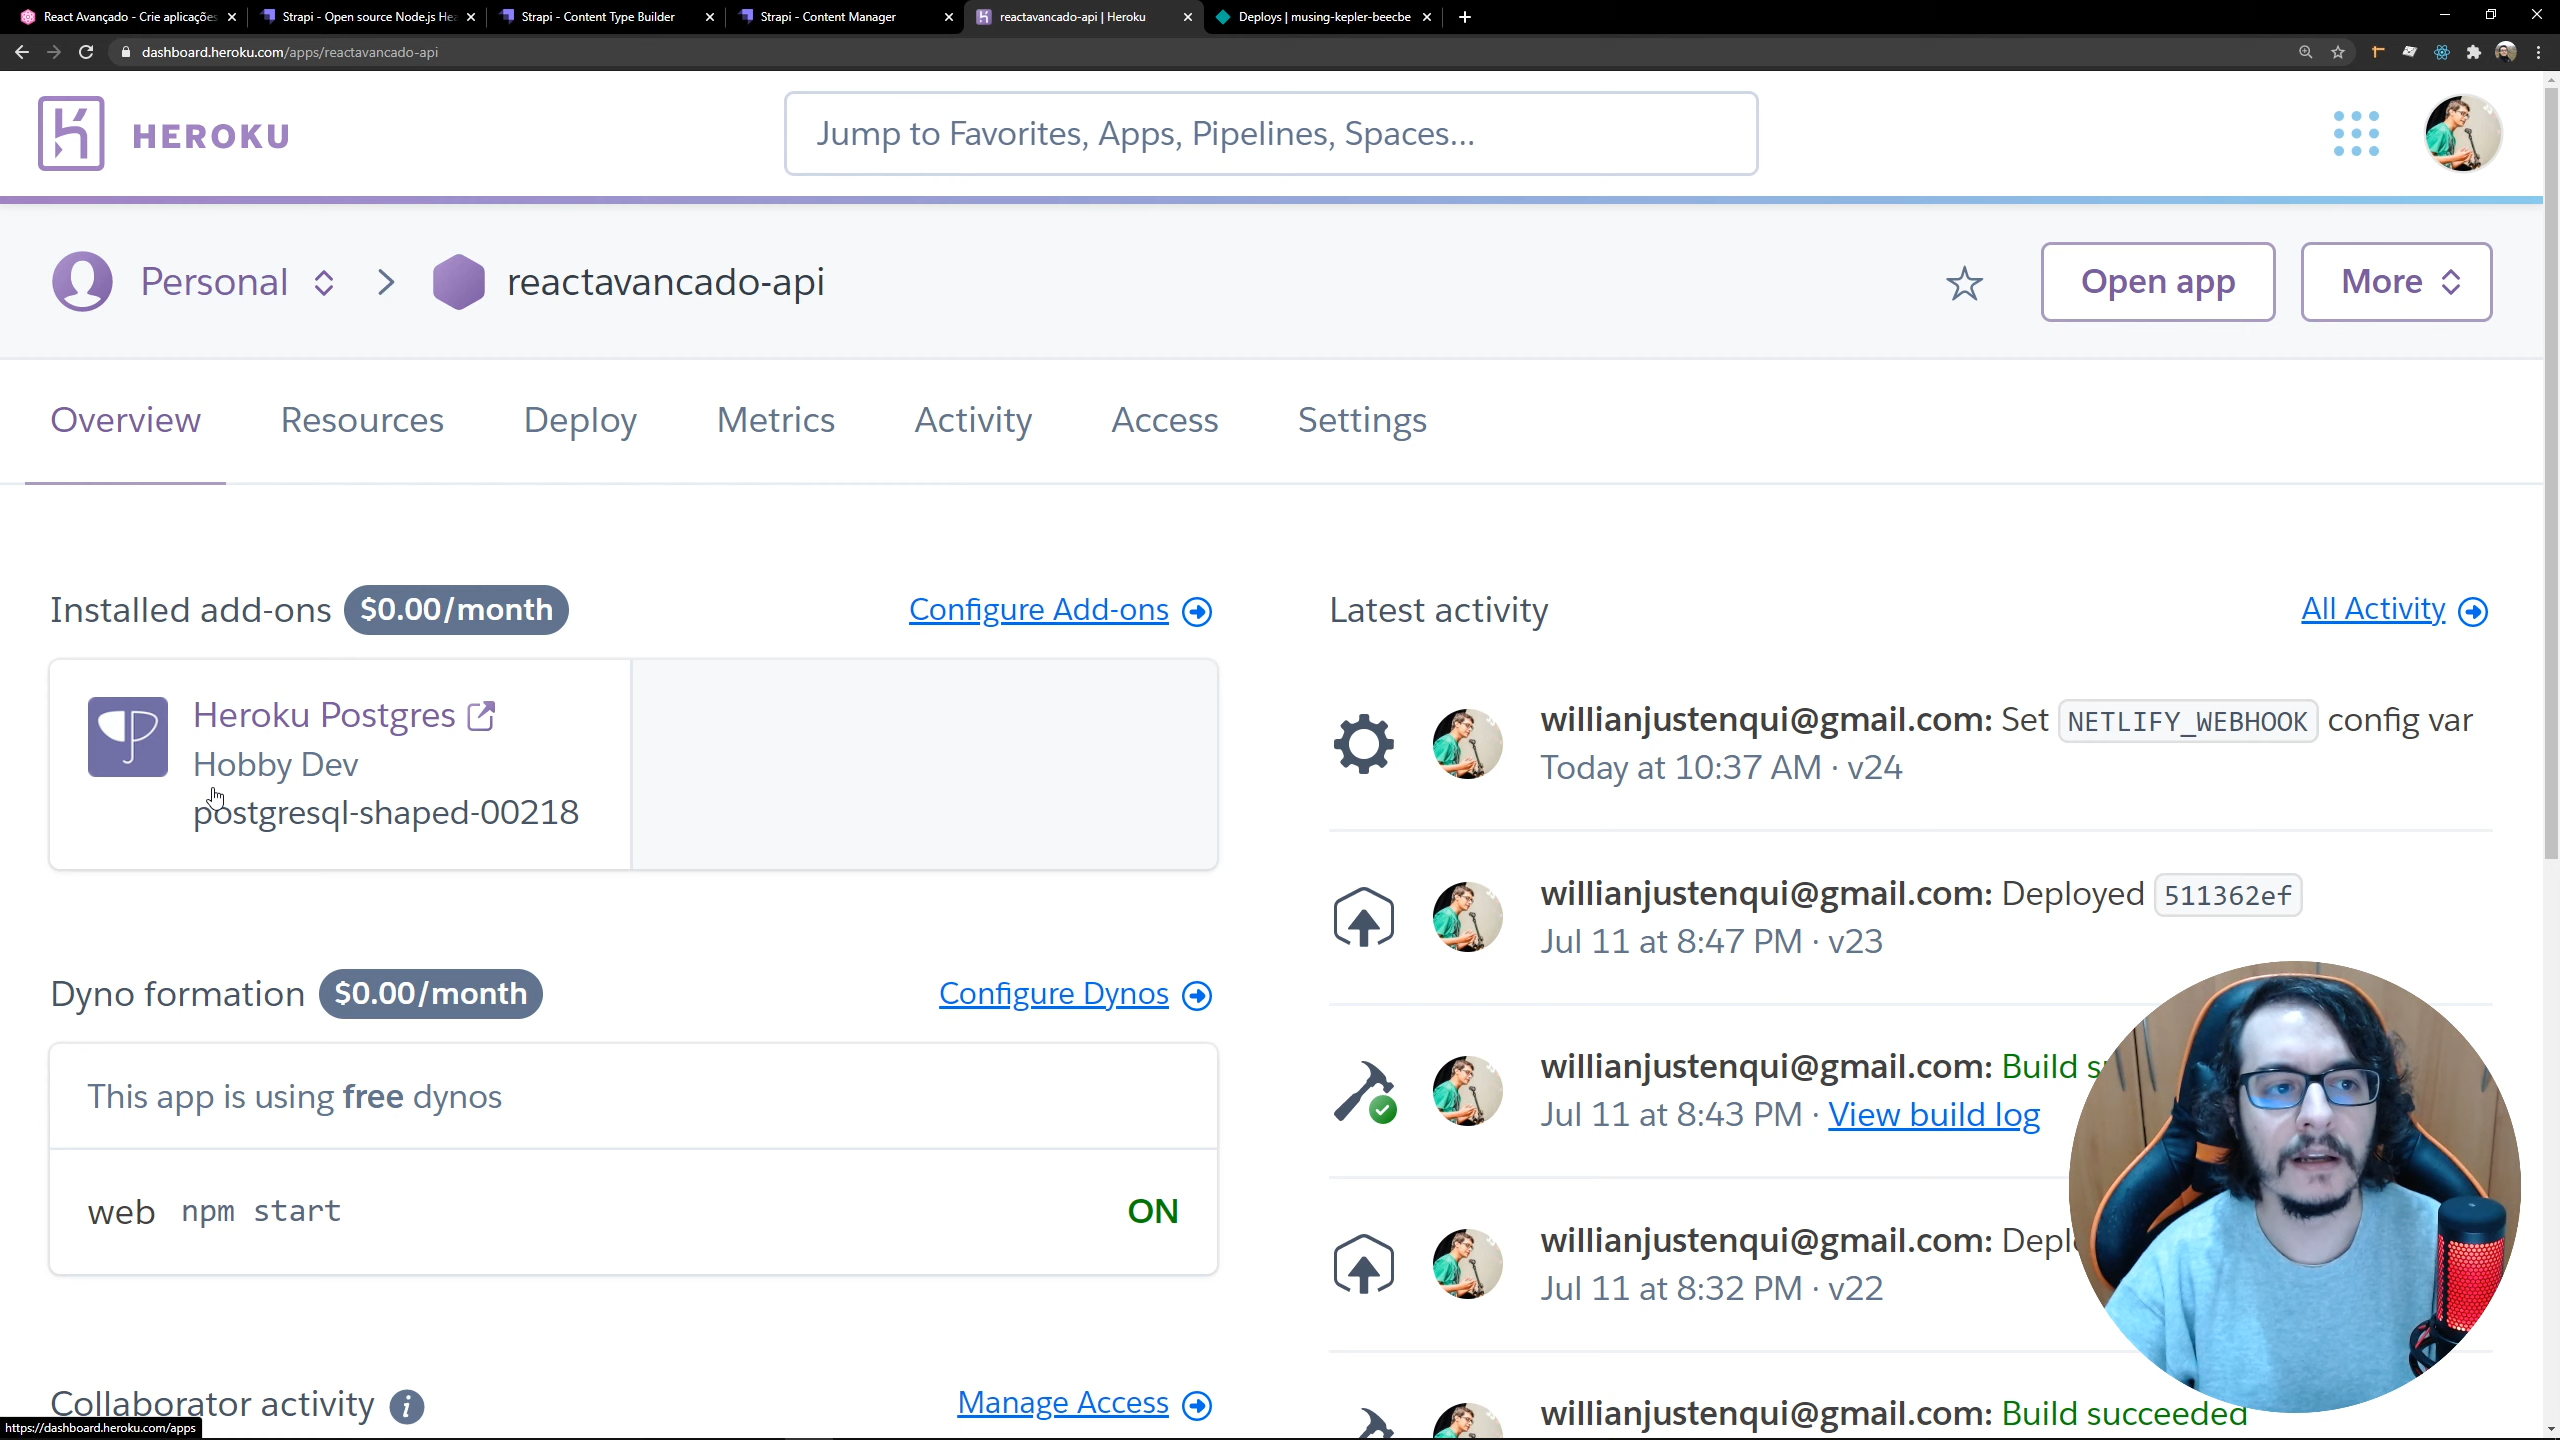 React Avançado - Crie aplicaçõe
Strapi - Open source Node.js He
Strapi - Content Type Builder
Strapi - Content Manager
reactavancado-api | Heroku
Deploys | musing-kepler-beecbe
dashboard.heroku.com/apps/reactavancado-api
HEROKU
Jump to Favorites, Apps, Pipelines, Spaces...
Personal
reactavancado-api
Open app
More
Overview
Resources
Deploy
Metrics
Activity
Access
Settings
Installed add-ons $0.00/month
Configure Add-ons
Heroku Postgres
Hobby Dev
postgresql-shaped-00218
Dyno formation $0.00/month
Configure Dynos
This app is using free dynos
web npm start
ON
Collaborator activity
Manage Access
https://dashboard.heroku.com/apps
Latest activity
All Activity
willianjustenqui@gmail.com: Set NETLIFY_WEBHOOK config var
Today at 10:37 AM · v24
willianjustenqui@gmail.com: Deployed 511362ef
Jul 11 at 8:47 PM · v23
willianjustenqui@gmail.com: Build s
Jul 11 at 8:43 PM · View build log
willianjustenqui@gmail.com: Depl
Jul 11 at 8:32 PM · v22
willianjustenqui@gmail.com: Build succeeded